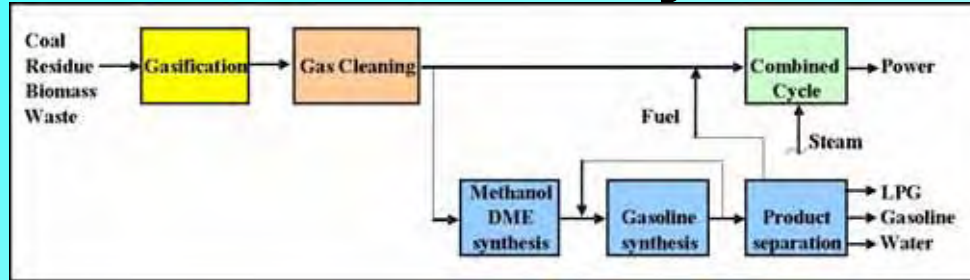 Coal
Residue
Biomass
Waste
Gasification
Gas Cleaning
Combined
Cycle
Power
Fuel
Steam
Methanol
DME
synthesis
Gasoline
synthesis
Product
separation
LPG
Gasoline
Water